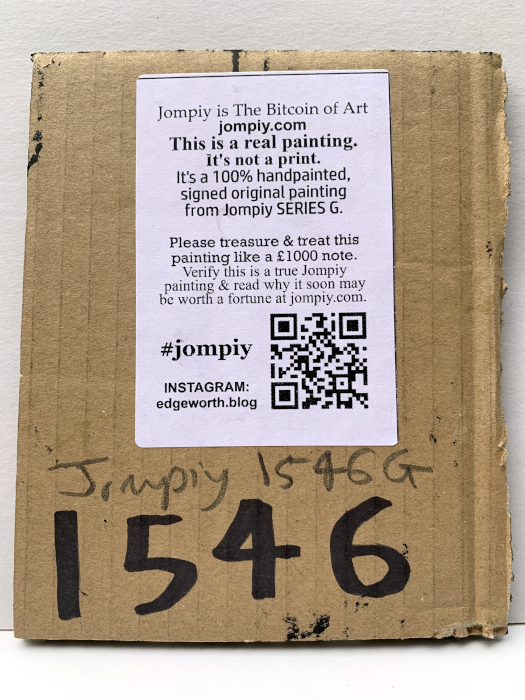 Jompiy is The Bitcoin of Art
jompiy.com
This is a real painting.
It's not a print.
It's a 100% handpainted,
signed original painting
from Jompiy SERIES G.
Please treasure & treat this
painting like a £1000 note.
Verify this is a true Jompiy
painting & read why it soon may
be worth a fortune at jompiy.com.
#jompiy
INSTAGRAM:
edgeworth.blog
Jompiy 1546G
1546